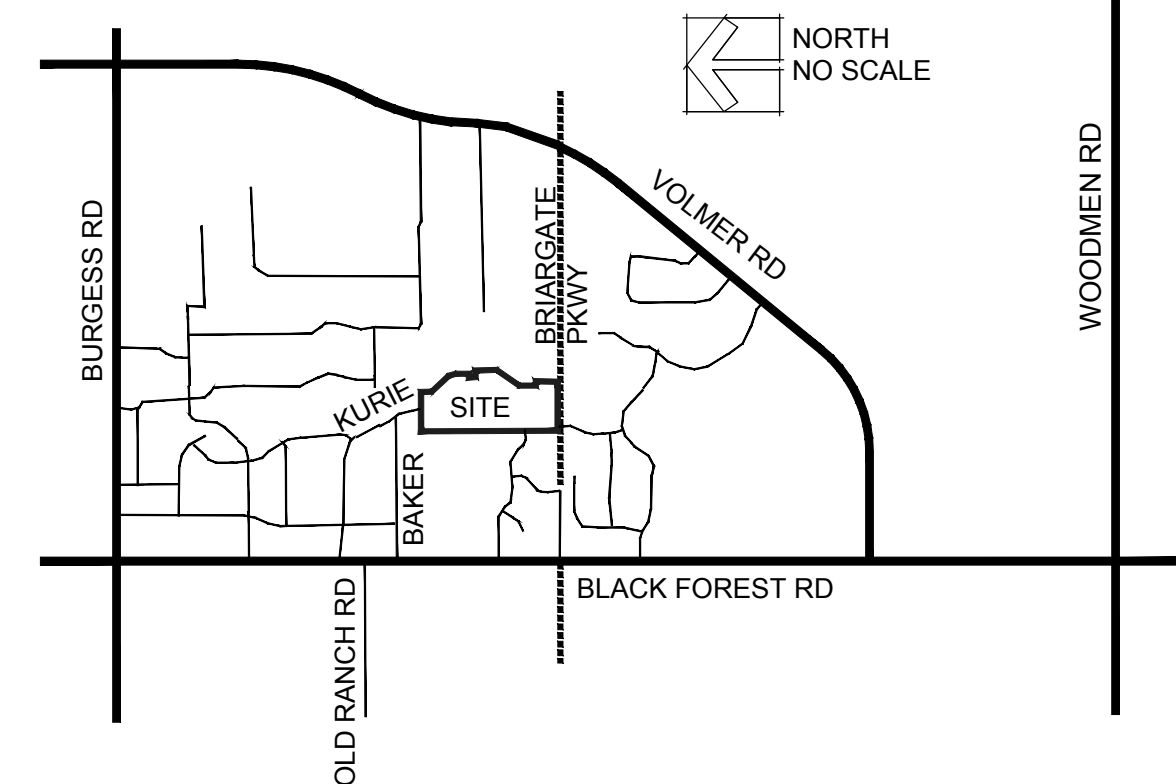 NORTH
NO SCALE
WOODMEN RD
VOLMER RD
BURGESS RD
BRIARGATE
PKWY
KURIE
SITE
BAKER
BLACK FOREST RD
OLD RANCH RD